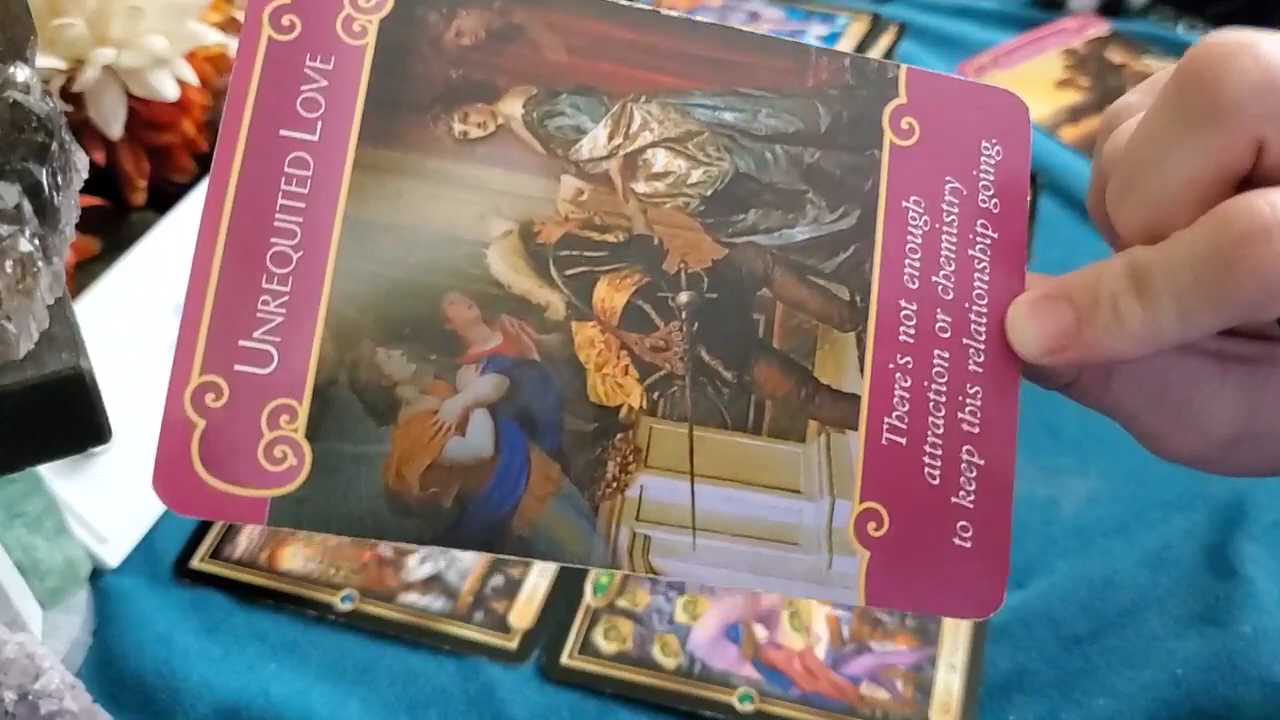 UNREQUITED LOVE
There's not enough
attraction or chemistry
to keep this relationship going.